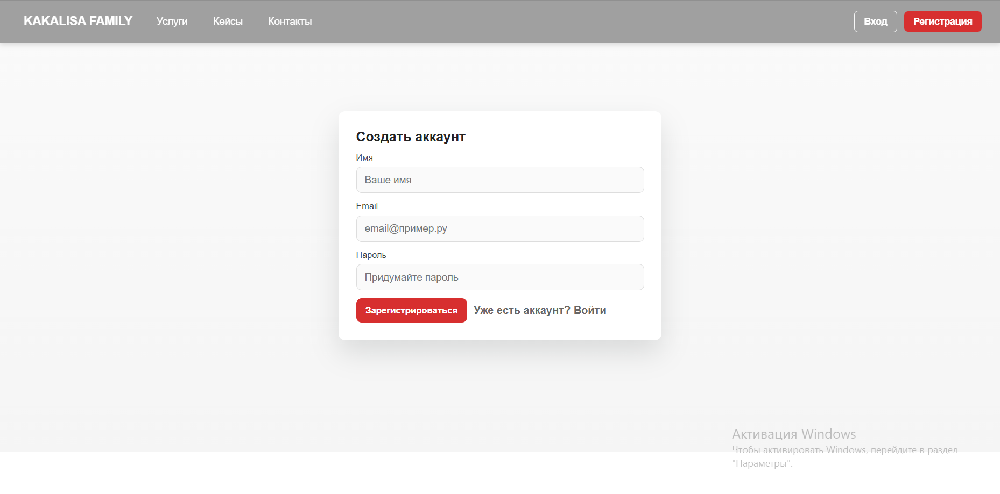 KAKALISA FAMILY Услуги Кейсы Контакты Вход Регистрация
Создать аккаунт
Имя
Ваше имя
Email
email@пример.ру
Пароль
Придумайте пароль
Зарегистрироваться Уже есть аккаунт? Войти
Активация Windows
Чтобы активировать Windows, перейдите в раздел
"Параметры".